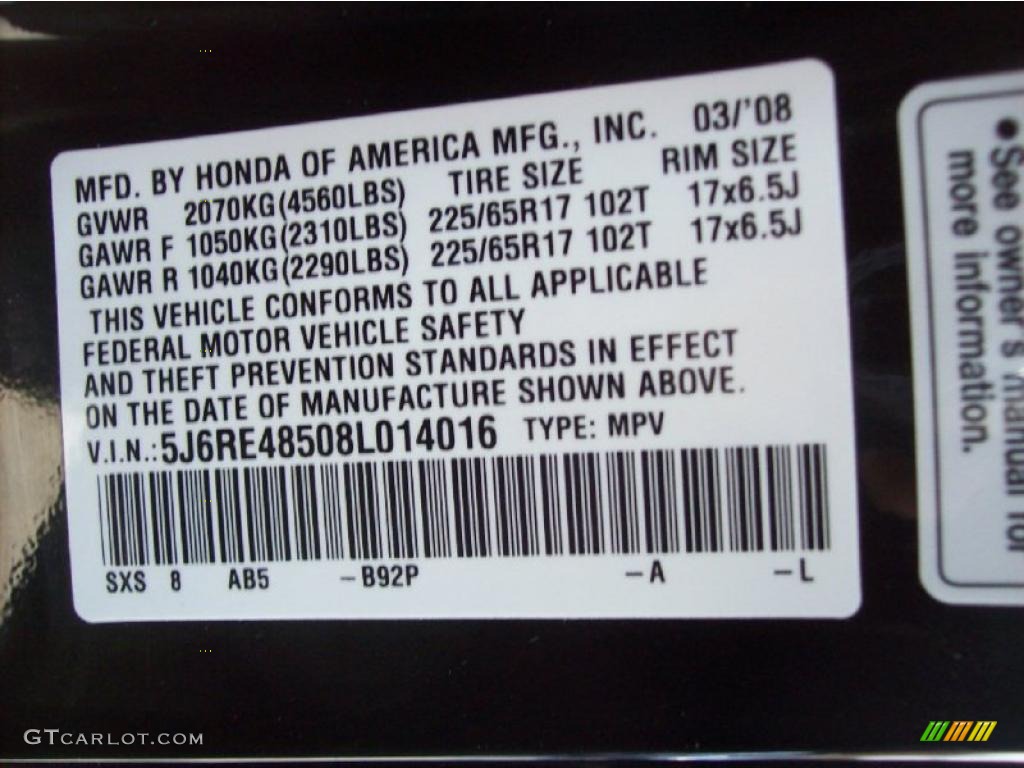 MFD. BY HONDA OF AMERICA MFG., INC. 03/'08
GVWR 2070KG(4560LBS) TIRE SIZE RIM SIZE
GAWR F 1050KG(2310LBS) 225/65R17 102T 17x6.5J
GAWR R 1040KG(2290LBS) 225/65R17 102T 17x6.5J
THIS VEHICLE CONFORMS TO ALL APPLICABLE
FEDERAL MOTOR VEHICLE SAFETY
AND THEFT PREVENTION STANDARDS IN EFFECT
ON THE DATE OF MANUFACTURE SHOWN ABOVE.
V.I.N.:5J6RE48508L014016 TYPE: MPV
SXS 8 AB5 -B92P -A -L
•See owner's manual for
more information.
GTCARLOT.COM